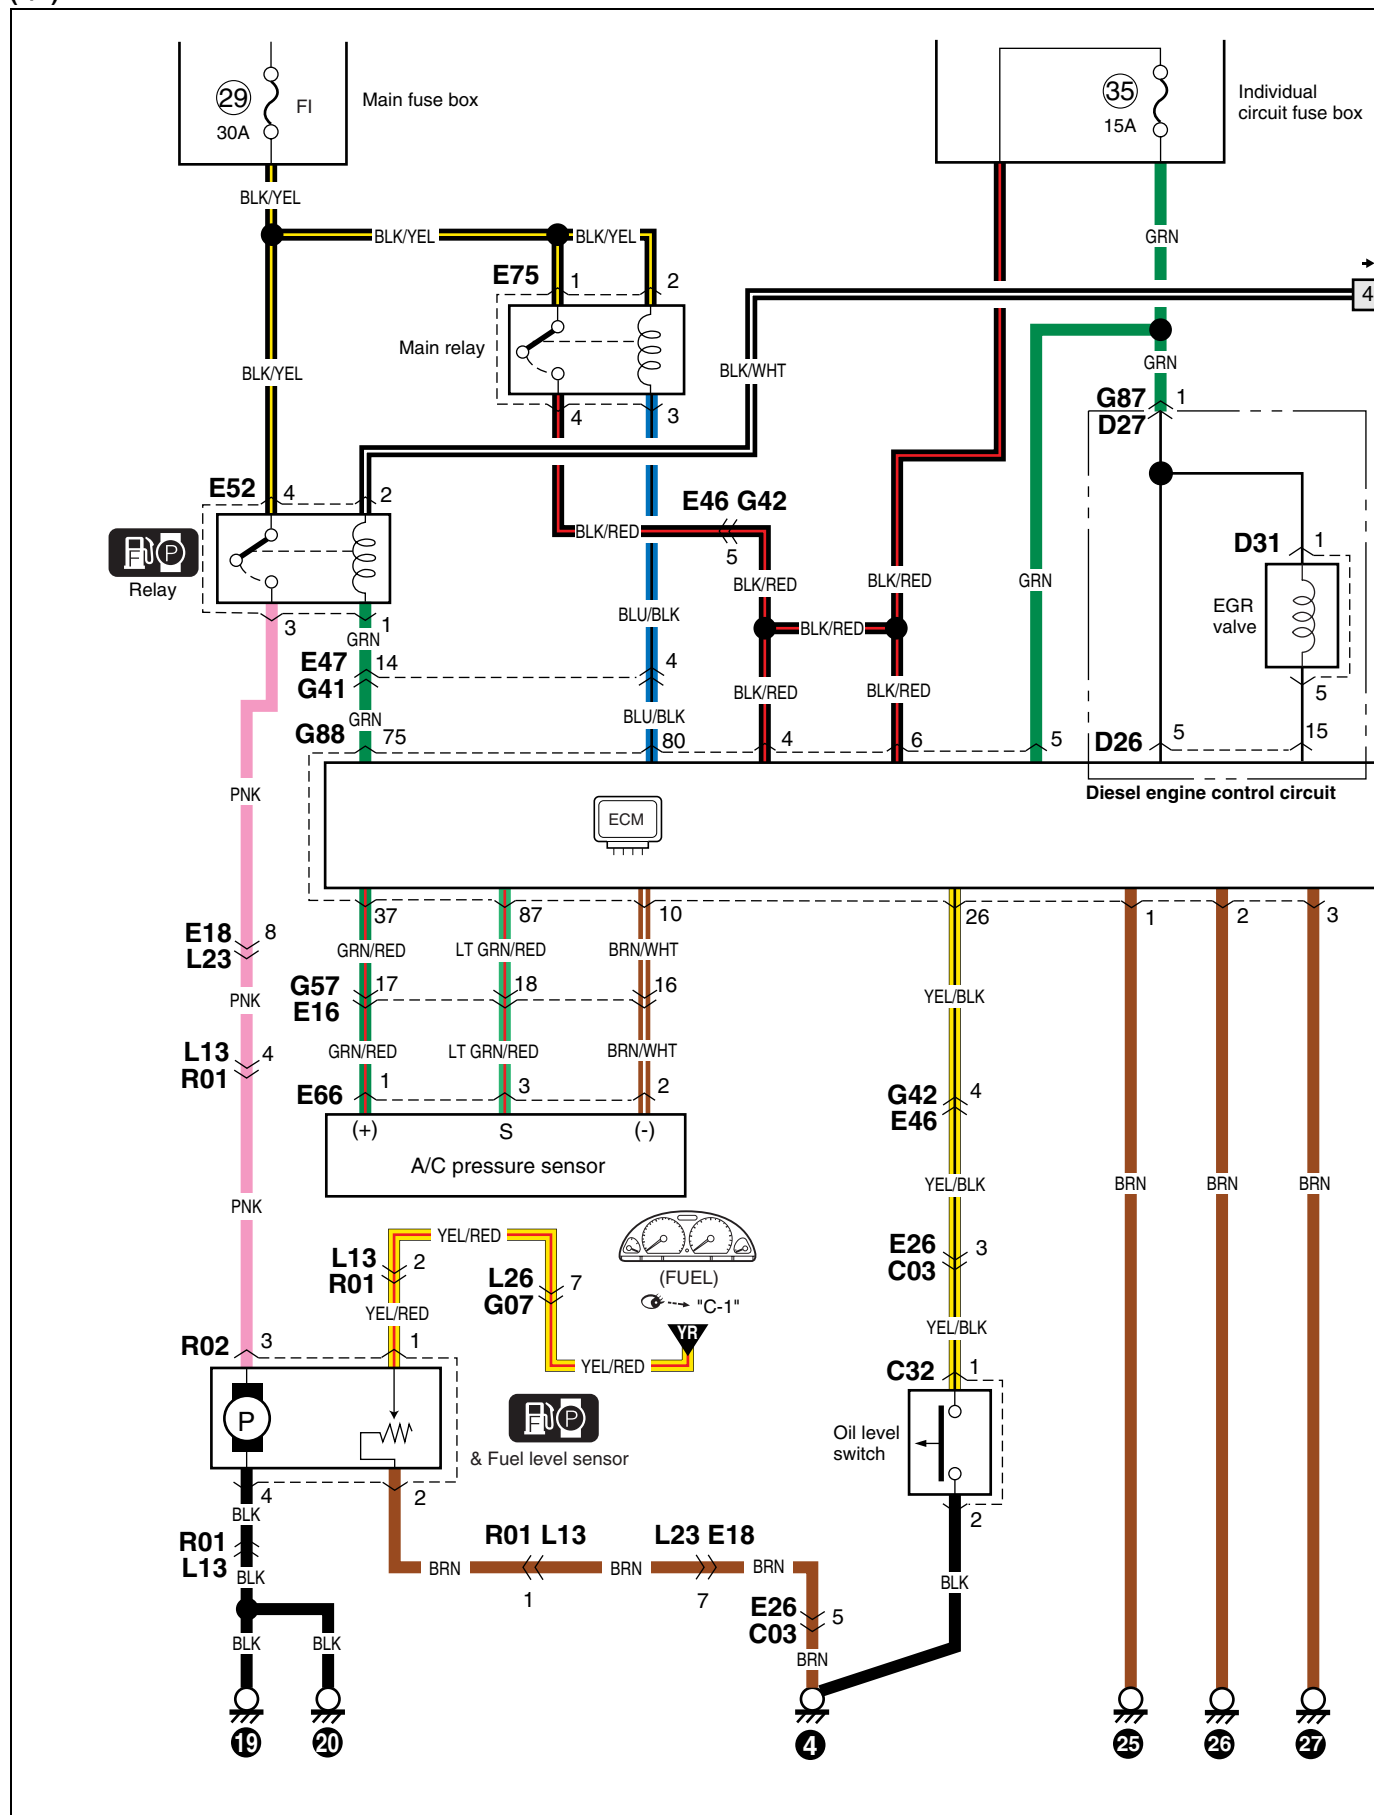 29
FI
30A
Main fuse box
35
15A
Individual
circuit fuse box
BLK/YEL
BLK/YEL
BLK/YEL
GRN
E75
1
2
4
Main relay
BLK/YEL
BLK/WHT
GRN
4
3
G87
1
D27
E52
4
2
E46 G42
BLK/RED
5
D31
1
F
P
Relay
BLK/RED
BLK/RED
GRN
EGR
valve
3
1
GRN
BLU/BLK
BLK/RED
E47
14
4
G41
BLK/RED
BLK/RED
5
GRN
BLU/BLK
G88
75
80
4
6
5
D26
5
15
PNK
Diesel engine control circuit
ECM
37
87
10
26
1
2
3
E18
8
L23
GRN/RED
LT GRN/RED
BRN/WHT
PNK
G57
17
18
16
E16
YEL/BLK
L13
4
R01
GRN/RED
LT GRN/RED
BRN/WHT
E66
1
3
2
G42
4
E46
(+)
S
(-)
A/C pressure sensor
PNK
YEL/BLK
BRN
BRN
BRN
YEL/RED
L13
2
R01
L26
7
G07
(FUEL)
"C-1"
E26
3
C03
YEL/RED
YR
YEL/BLK
R02
3
1
YEL/RED
C32
1
P
F
P
& Fuel level sensor
Oil level
switch
4
2
2
BLK
R01
L13
R01 L13
L23 E18
BLK
BRN
BRN
BRN
BLK
1
7
E26
5
C03
BLK
BLK
BRN
19
20
4
25
26
27